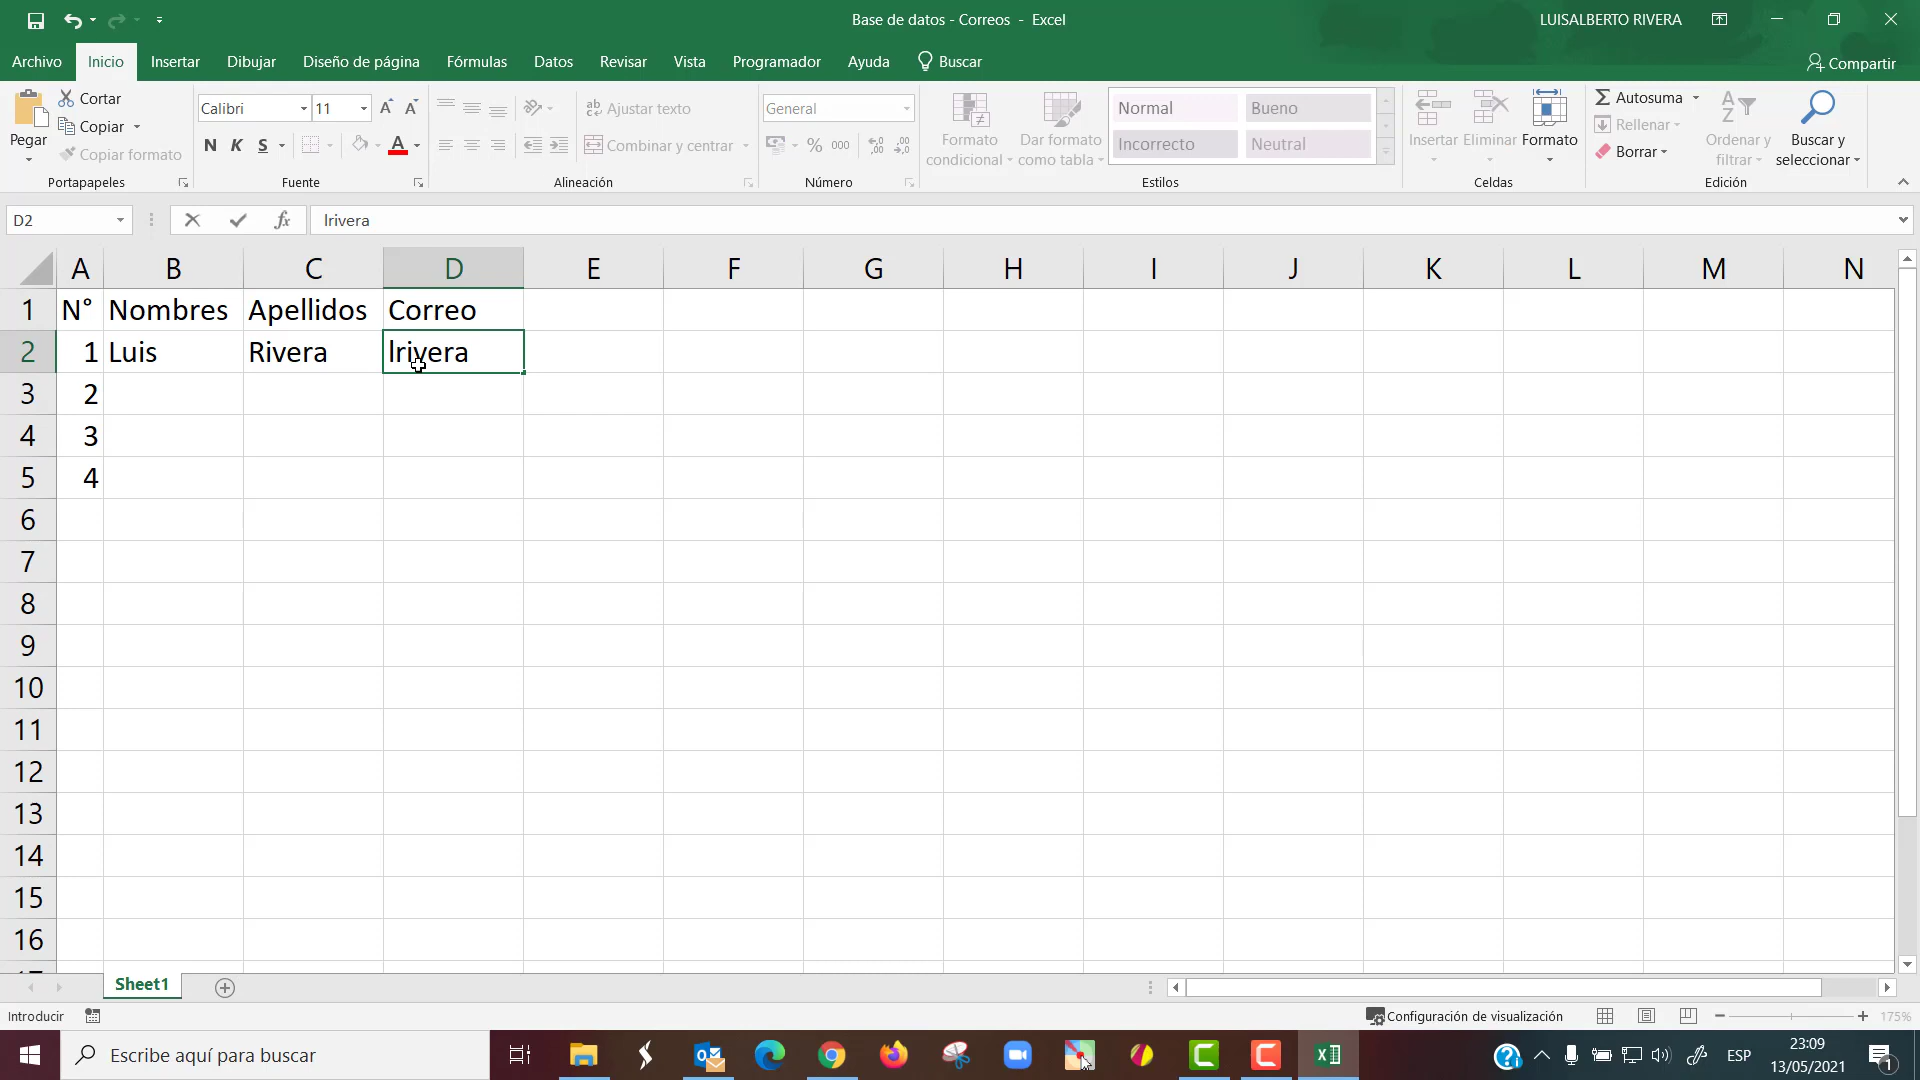 Base de datos - Correos - Excel
LUISALBERTO RIVERA
Archivo Inicio Insertar Dibujar Diseño de página Fórmulas Datos Revisar Vista Programador Ayuda Buscar Compartir
Pegar
Cortar
Copiar
Copiar formato
Portapapeles
Calibri 11
N K S A
Fuente
Ajustar texto
Combinar y centrar
Alineación
General
% 000
Número
Formato condicional
Dar formato como tabla
Normal Bueno
Incorrecto Neutral
Estilos
Insertar Eliminar Formato
Celdas
Autosuma
Rellenar
Borrar
Ordenar y filtrar
Buscar y seleccionar
Edición
D2 fx lrivera
A B C D E F G H I J K L M N
1 N° Nombres Apellidos Correo
2 1 Luis Rivera lrivera
3 2
4 3
5 4
6
7
8
9
10
11
12
13
14
15
16
Sheet1
Introducir
Configuración de visualización
175%
Escribe aquí para buscar
ESP
23:09
13/05/2021
1